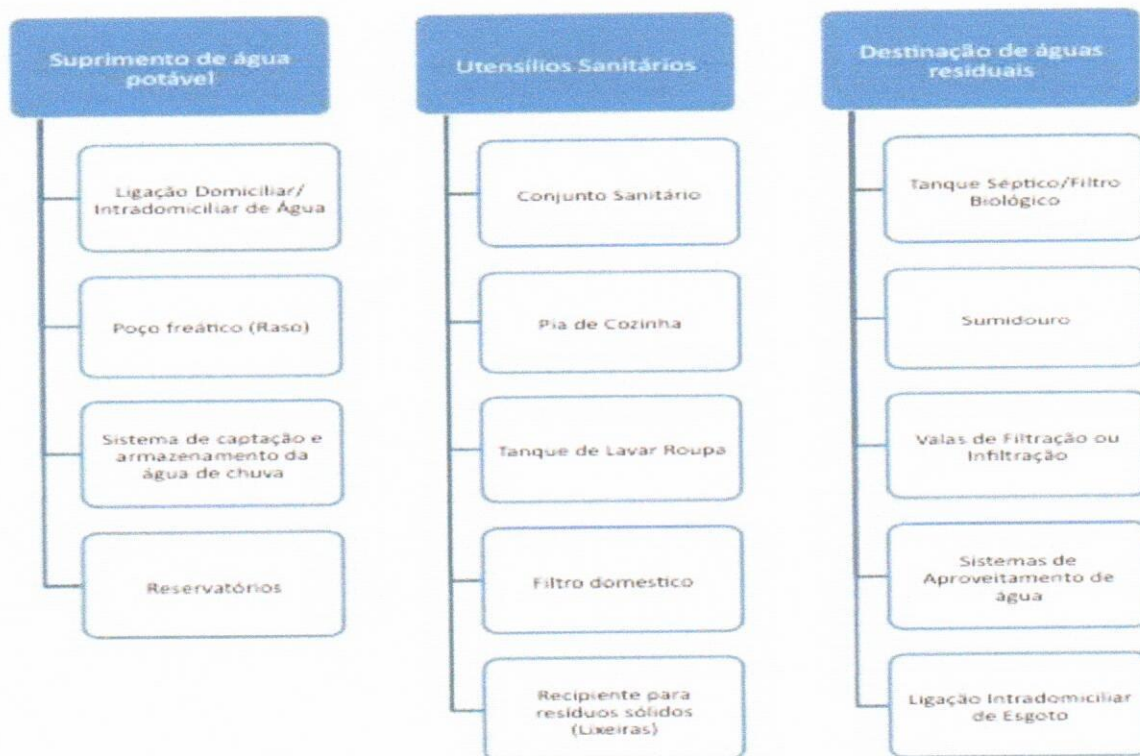 Suprimento de água
potável
Ligação Domiciliar/
Intradomiciliar de Água
Poço freático (Raso)
Sistema de captação e
armazenamento da
água de chuva
Reservatórios
Utensílios Sanitários
Conjunto Sanitário
Pia de Cozinha
Tanque de Lavar Roupa
Filtro domestico
Recipiente para
resíduos sólidos
(Lixeiras)
Destinação de águas
residuais
Tanque Séptico/Filtro
Biológico
Sumidouro
Valas de Filtração ou
Infiltração
Sistemas de
Aproveitamento de
água
Ligação Intradomiciliar
de Esgoto